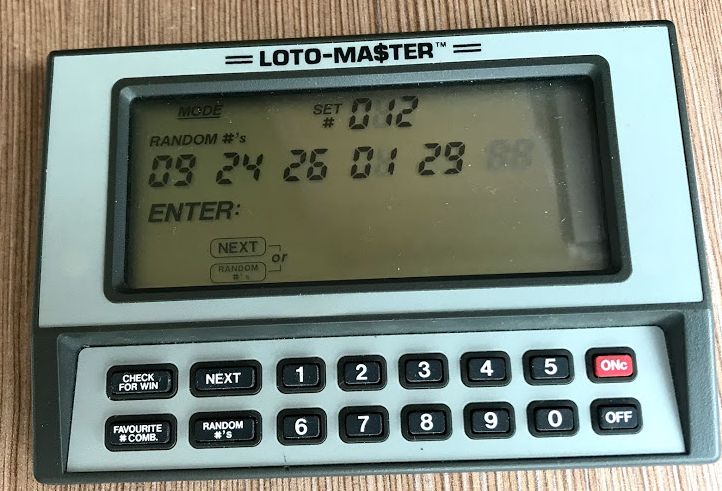 LOTO-MA$TER™
MODE
SET # 012
RANDOM #'s
09 24 26 01 29
ENTER:
NEXT
or
RANDOM #'s
CHECK FOR WIN
NEXT
1 2 3 4 5
ONc
FAVOURITE # COMB.
RANDOM #'S
6 7 8 9 0
OFF